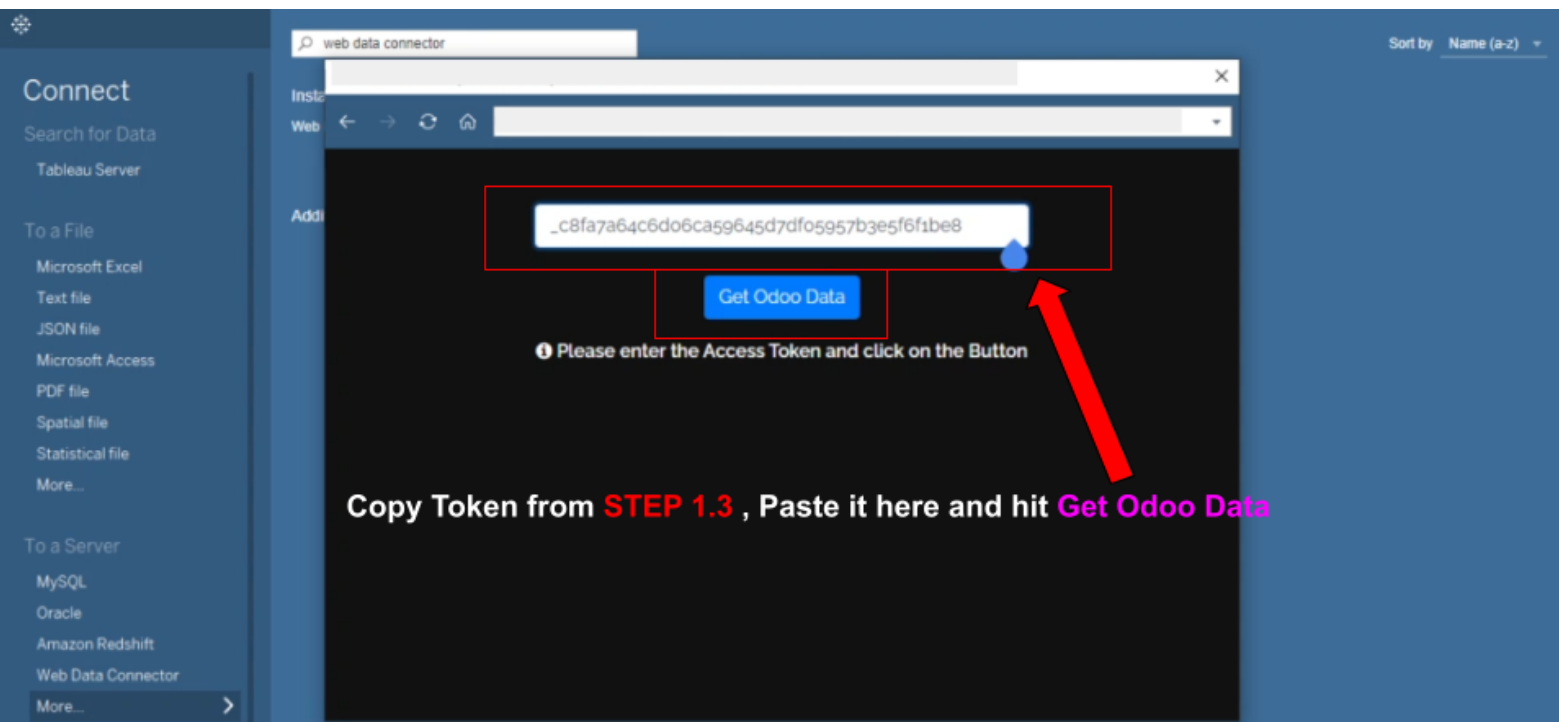 web data connector
Sort by Name (a-z)
Connect
Search for Data
Tableau Server
To a File
Microsoft Excel
Text file
JSON file
Microsoft Access
PDF file
Spatial file
Statistical file
More...
To a Server
MySQL
Oracle
Amazon Redshift
Web Data Connector
More...
Insta
Web
Addi
_c8fa7a64c6d06ca59645d7df05957b3e5f6f1be8
Get Odoo Data
Please enter the Access Token and click on the Button
Copy Token from STEP 1.3 , Paste it here and hit Get Odoo Data